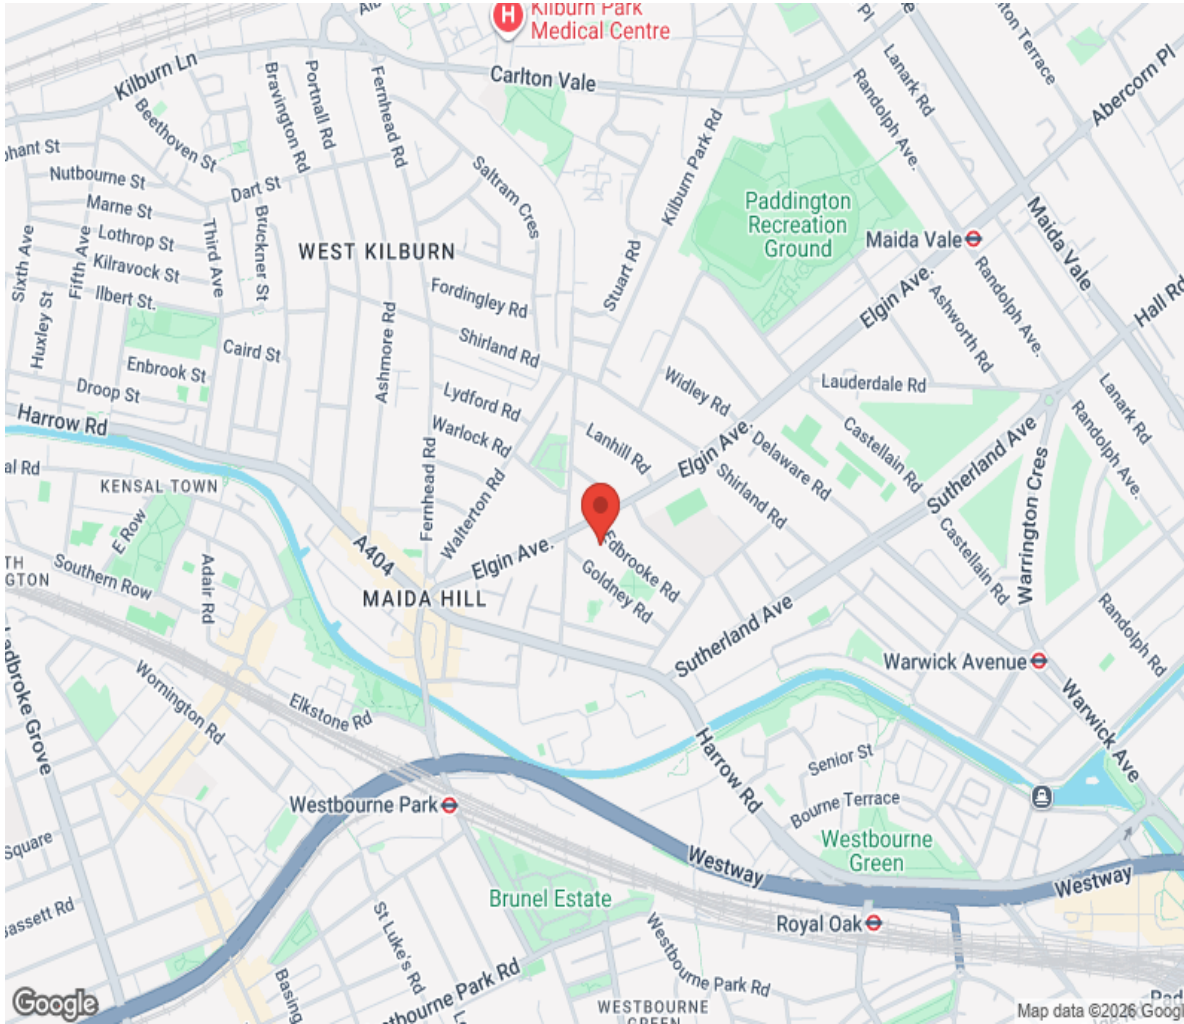 Kilburn Park
Medical Centre
Carlton Vale
Kilburn Ln
Beethoven St
Bravington Rd
Portnall Rd
Fernhead Rd
Saltram Cres
Kilburn Park Rd
Randolph Ave.
Lanark Rd
Terrace
Abercorn Pl
Pl
Nutbourne St
Dart St
Marne St
Lothrop St
Kilravock St
Ilbert St.
Sixth Ave
Fifth Ave
Third Ave
Bruckner St
Huxley St
WEST KILBURN
Paddington
Recreation
Ground
Maida Vale
Maida Vale
Hall Rd
Stuart Rd
Fordingley Rd
Shirland Rd
Ashmore Rd
Elgin Ave.
Ashworth Rd
Randolph Ave.
Caird St
Enbrook St
Droop St
Harrow Rd
Lydford Rd
Warlock Rd
Widley Rd
Lauderdale Rd
Lanark Rd
Randolph Ave.
Lanhill Rd
Elgin Ave.
Delaware Rd
Castellain Rd
Sutherland Ave
Shirland Rd
Warrington Cres
KENSAL TOWN
E Row
Fernhead Rd
Walterton Rd
Elgin Ave.
A404
Edbrooke Rd
Goldney Rd
Castellain Rd
Southern Row
Adair Rd
MAIDA HILL
Sutherland Ave
Randolph Rd
Warwick Avenue
Warwick Ave
Wornington Rd
Elkstone Rd
Harrow Rd
Senior St
Bourne Terrace
Westbourne Park
Westbourne
Green
Westway
Westway
Square
Bassett Rd
St Luke's Rd
Brunel Estate
Royal Oak
Westbourne Park Rd
WESTBOURNE
GREEN
Google
Map data ©2026 Google